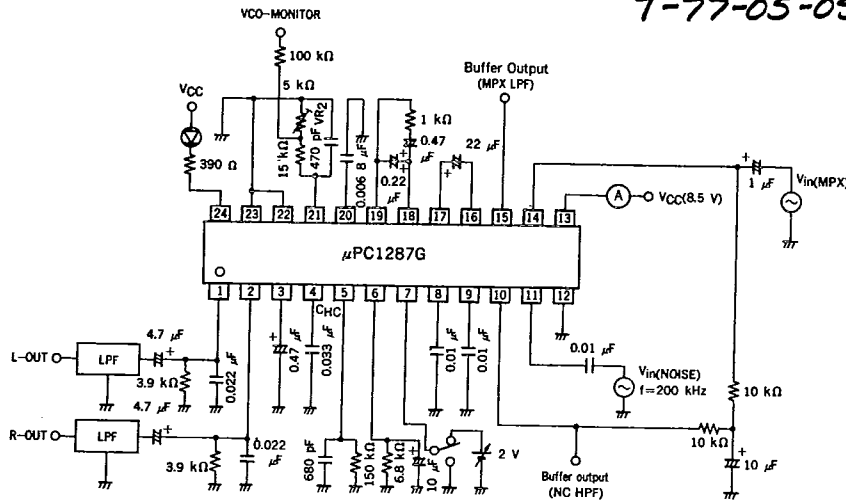 7-77-05-05
VCO-MONITOR
100 kΩ
5 kΩ
VR2
VCC
390 Ω
15 kΩ
470 pF
0.006 8 μF
1 kΩ
0.47 μF
0.22 μF
22 μF
Buffer Output
(MPX LPF)
1 μF
Vin(MPX)
A
VCC(8.5 V)
24 23 22 21 20 19 18 17 16 15 14 13
μPC1287G
1 2 3 4 5 6 7 8 9 10 11 12
CHC
L-OUT
LPF
4.7 μF
3.9 kΩ
0.022 μF
0.47 μF
0.033 μF
0.01 μF
0.01 μF
0.01 μF
Vin(NOISE)
f=200 kHz
10 kΩ
R-OUT
LPF
4.7 μF
3.9 kΩ
0.022 μF
680 pF
150 kΩ
6.8 kΩ
10 μF
2 V
10 kΩ
10 μF
Buffer output
(NC HPF)